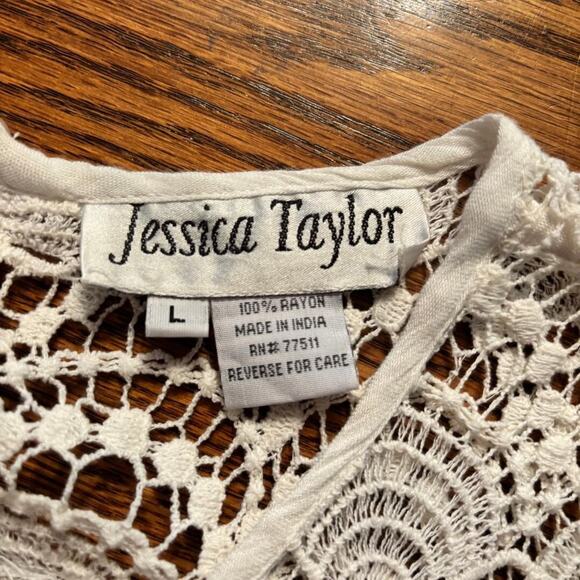 Jessica Taylor
L
100% RAYON
MADE IN INDIA
RN# 77511
REVERSE FOR CARE